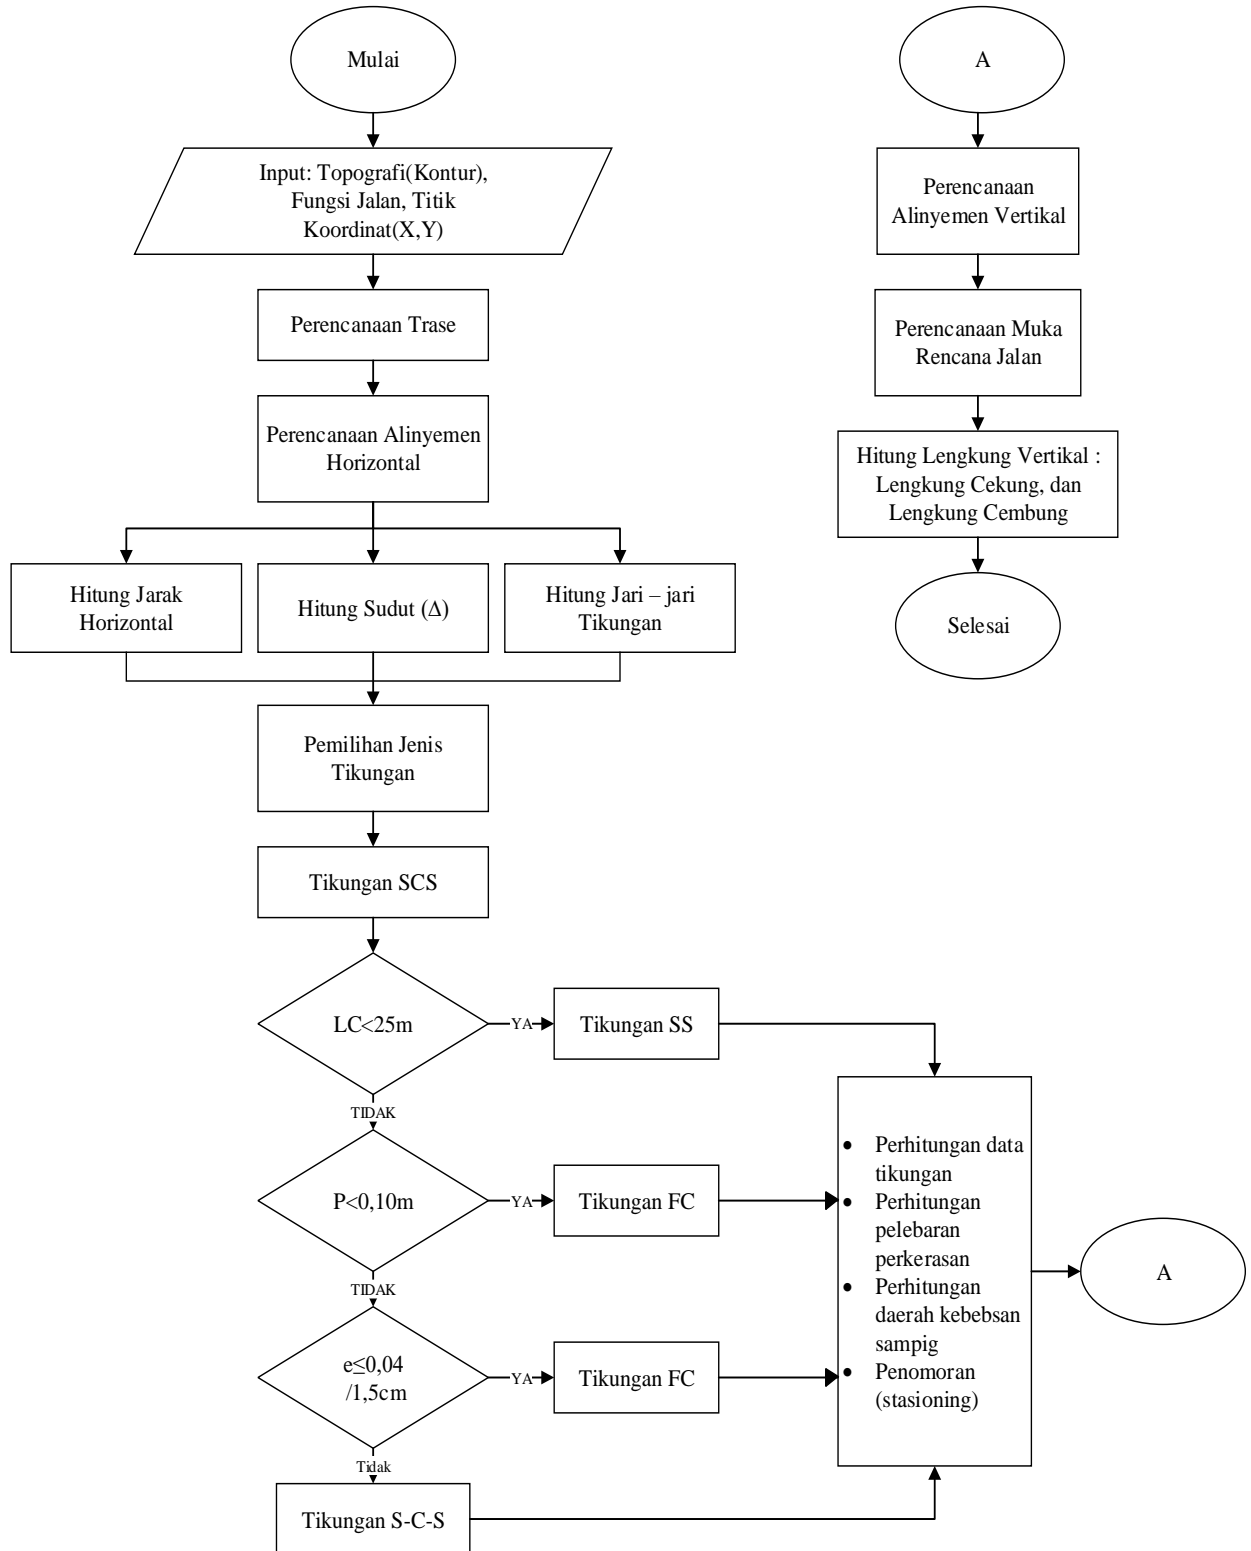 Mulai
Input: Topografi(Kontur),
Fungsi Jalan, Titik
Koordinat(X,Y)
Perencanaan Trase
Perencanaan Alinyemen
Horizontal
Hitung Jarak
Horizontal
Hitung Sudut (Δ)
Hitung Jari – jari
Tikungan
Pemilihan Jenis
Tikungan
Tikungan SCS
LC<25m
YA
Tikungan SS
TIDAK
P<0,10m
YA
Tikungan FC
TIDAK
e≤0,04
/1,5cm
YA
Tikungan FC
Tidak
Tikungan S-C-S
• Perhitungan data
tikungan
• Perhitungan
pelebaran
perkerasan
• Perhitungan
daerah kebebsan
sampig
• Penomoran
(stasioning)
A
A
Perencanaan
Alinyemen Vertikal
Perencanaan Muka
Rencana Jalan
Hitung Lengkung Vertikal :
Lengkung Cekung, dan
Lengkung Cembung
Selesai